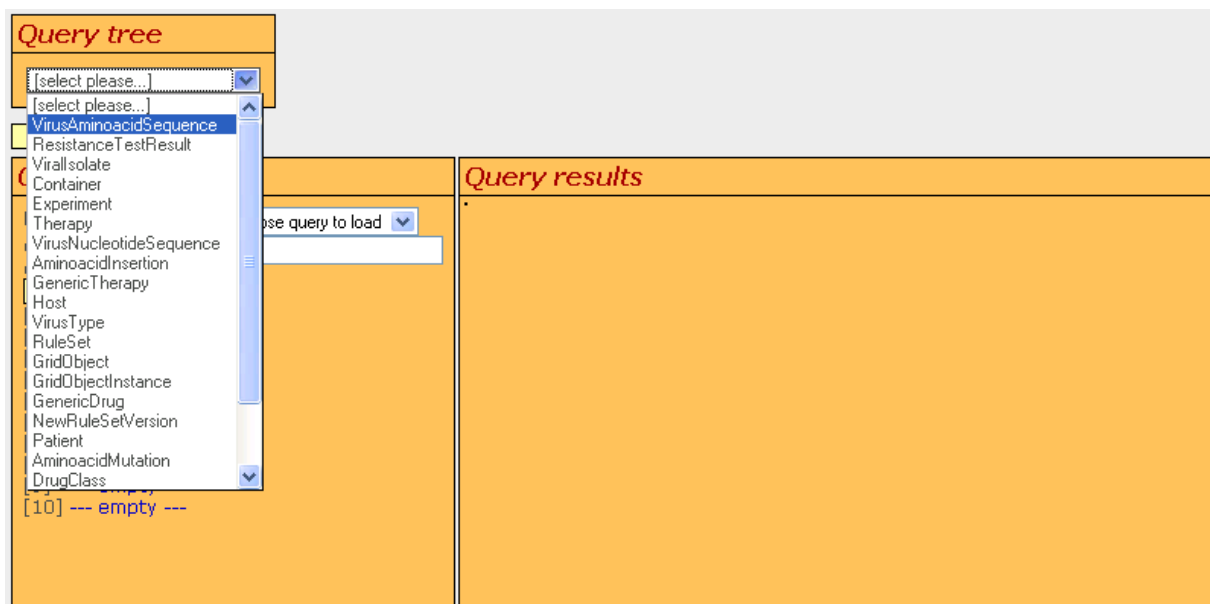 Query tree
[select please...]
[select please...]
VirusAminoacidSequence
ResistanceTestResult
ViralIsolate
Container
Experiment
Therapy
VirusNucleotideSequence
AminoacidInsertion
GenericTherapy
Host
VirusType
RuleSet
GridObject
GridObjectInstance
GenericDrug
NewRuleSetVersion
Patient
AminoacidMutation
DrugClass
query to load
[10] --- empty ---
Query results